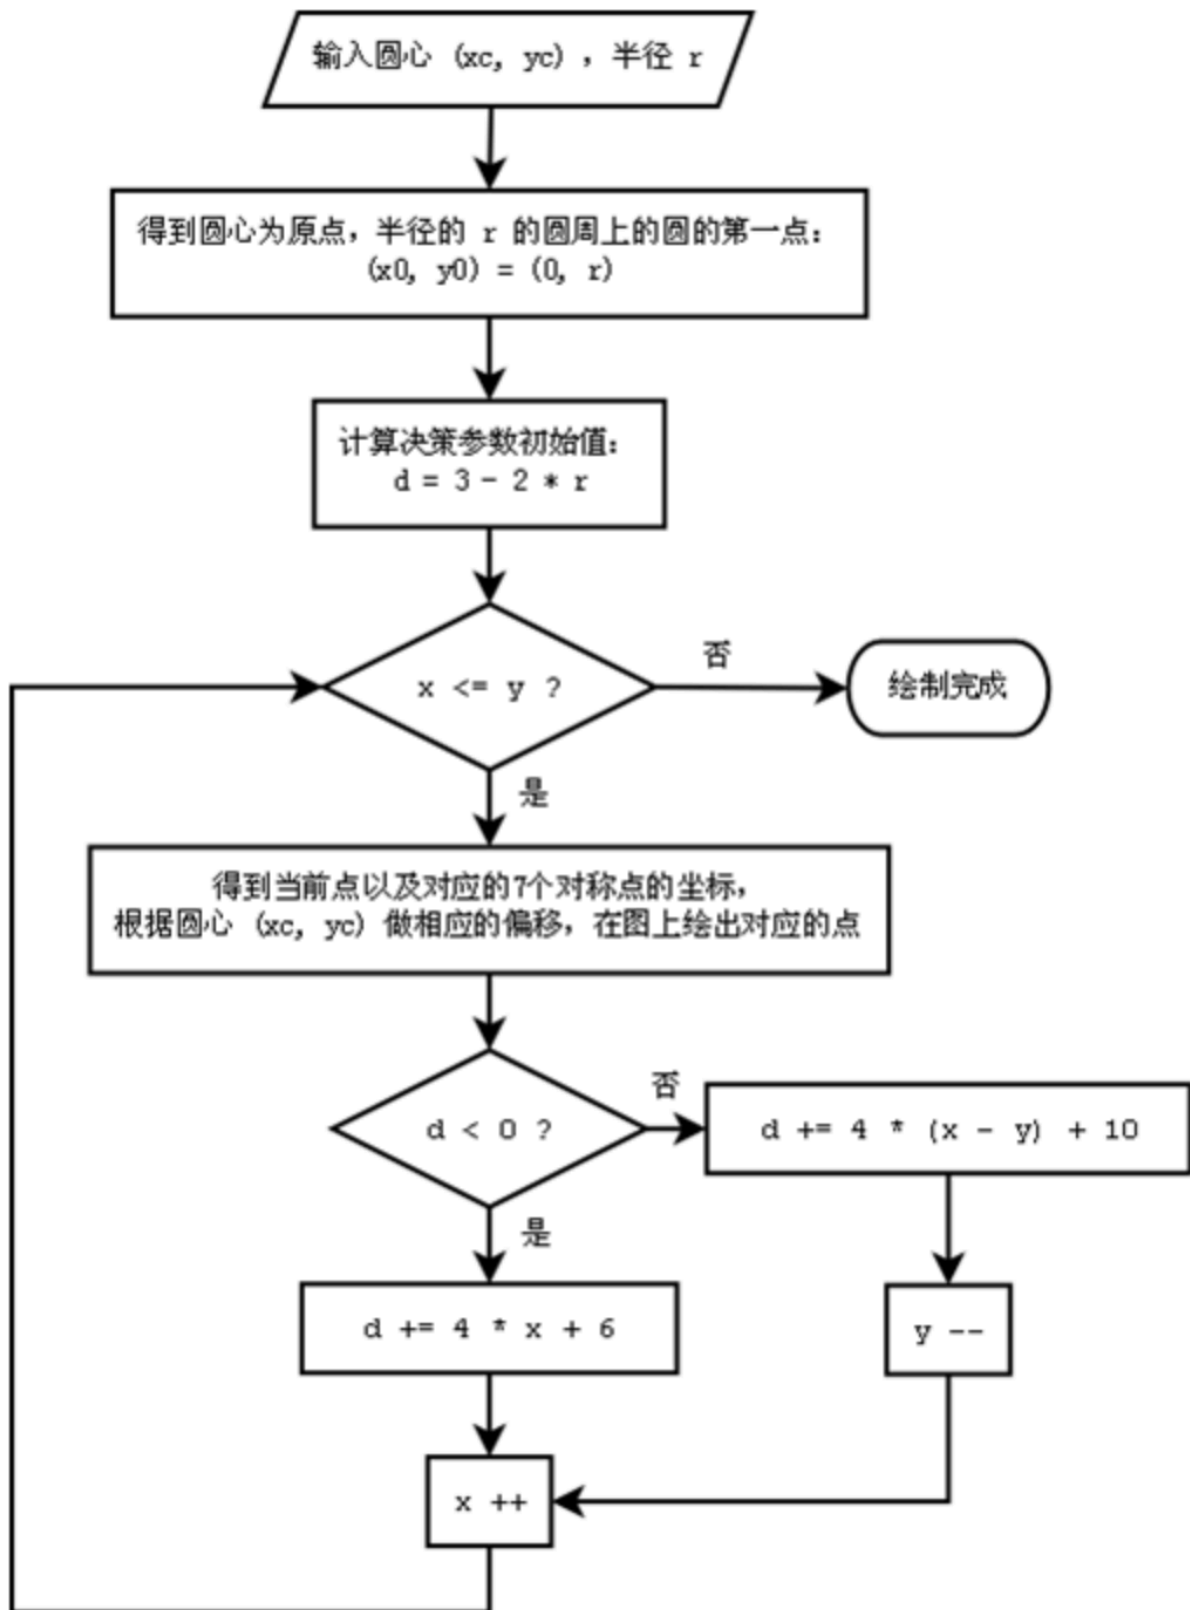 输入圆心 (xc, yc) ，半径 r
得到圆心为原点，半径的 r 的圆周上的圆的第一点：
(x0, y0) = (0, r)
计算决策参数初始值：
d = 3 - 2 * r
x <= y ?
否
绘制完成
是
得到当前点以及对应的7个对称点的坐标，
根据圆心 (xc, yc) 做相应的偏移，在图上绘出对应的点
d < 0 ?
否
d += 4 * (x - y) + 10
是
d += 4 * x + 6
y --
x ++